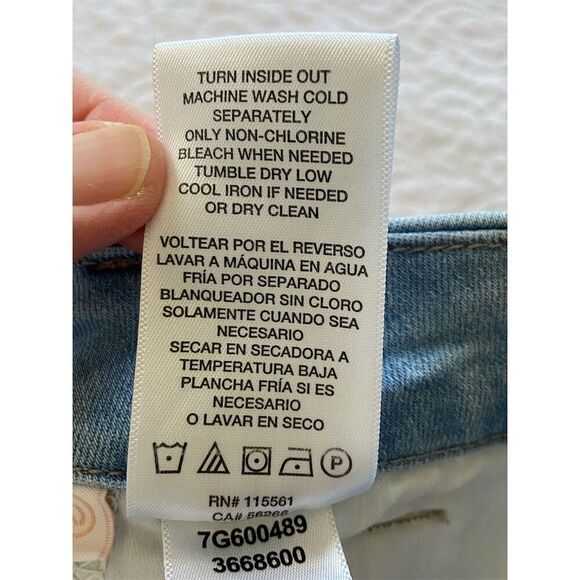 TURN INSIDE OUT
MACHINE WASH COLD
SEPARATELY
ONLY NON-CHLORINE
BLEACH WHEN NEEDED
TUMBLE DRY LOW
COOL IRON IF NEEDED
OR DRY CLEAN
VOLTEAR POR EL REVERSO
LAVAR A MÁQUINA EN AGUA
FRÍA POR SEPARADO
BLANQUEADOR SIN CLORO
SOLAMENTE CUANDO SEA
NECESARIO
SECAR EN SECADORA A
TEMPERATURA BAJA
PLANCHA FRÍA SI ES
NECESARIO
O LAVAR EN SECO
P
RN# 115561
CA# 56266
7G600489
3668600